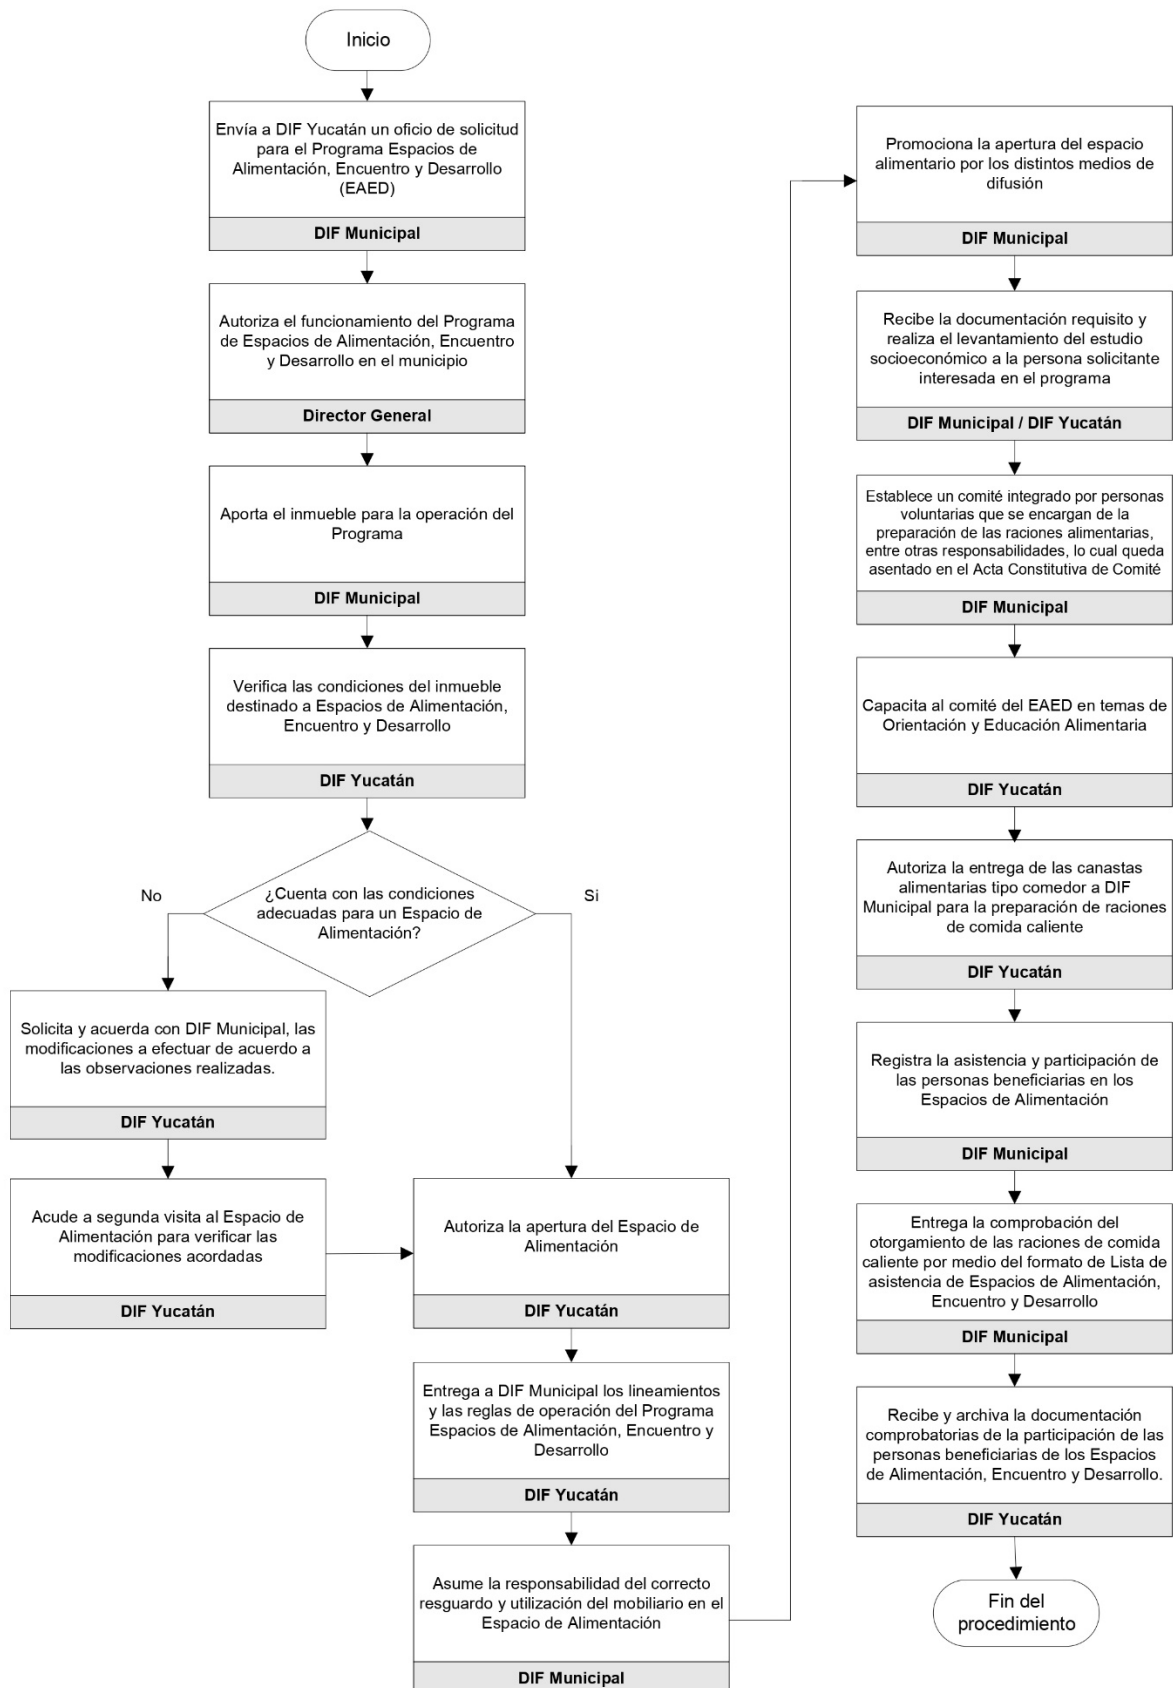 Inicio
Envía a DIF Yucatán un oficio de solicitud
para el Programa Espacios de
Alimentación, Encuentro y Desarrollo
(EAED)
DIF Municipal
Autoriza el funcionamiento del Programa
de Espacios de Alimentación, Encuentro
y Desarrollo en el municipio
Director General
Aporta el inmueble para la operación del
Programa
DIF Municipal
Verifica las condiciones del inmueble
destinado a Espacios de Alimentación,
Encuentro y Desarrollo
DIF Yucatán
¿Cuenta con las condiciones
adecuadas para un Espacio de
Alimentación?
No
Si
Solicita y acuerda con DIF Municipal, las
modificaciones a efectuar de acuerdo a
las observaciones realizadas.
DIF Yucatán
Acude a segunda visita al Espacio de
Alimentación para verificar las
modificaciones acordadas
DIF Yucatán
Autoriza la apertura del Espacio de
Alimentación
DIF Yucatán
Entrega a DIF Municipal los lineamientos
y las reglas de operación del Programa
Espacios de Alimentación, Encuentro y
Desarrollo
DIF Yucatán
Asume la responsabilidad del correcto
resguardo y utilización del mobiliario en el
Espacio de Alimentación
DIF Municipal
Promociona la apertura del espacio
alimentario por los distintos medios de
difusión
DIF Municipal
Recibe la documentación requisito y
realiza el levantamiento del estudio
socioeconómico a la persona solicitante
interesada en el programa
DIF Municipal / DIF Yucatán
Establece un comité integrado por personas
voluntarias que se encargan de la
preparación de las raciones alimentarias,
entre otras responsabilidades, lo cual queda
asentado en el Acta Constitutiva de Comité
DIF Municipal
Capacita al comité del EAED en temas de
Orientación y Educación Alimentaria
DIF Yucatán
Autoriza la entrega de las canastas
alimentarias tipo comedor a DIF
Municipal para la preparación de raciones
de comida caliente
DIF Yucatán
Registra la asistencia y participación de
las personas beneficiarias en los
Espacios de Alimentación
DIF Municipal
Entrega la comprobación del
otorgamiento de las raciones de comida
caliente por medio del formato de Lista de
asistencia de Espacios de Alimentación,
Encuentro y Desarrollo
DIF Municipal
Recibe y archiva la documentación
comprobatorias de la participación de las
personas beneficiarias de los Espacios
de Alimentación, Encuentro y Desarrollo.
DIF Yucatán
Fin del
procedimiento